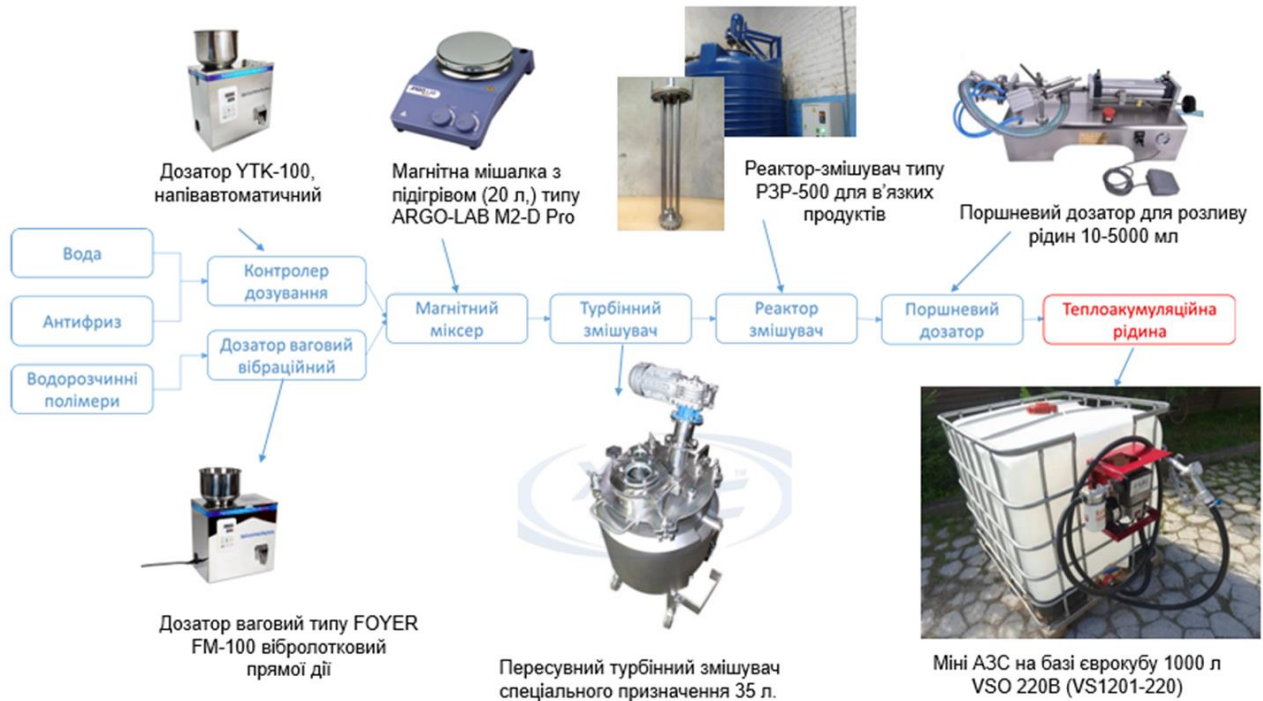 Дозатор YTK-100,
напівавтоматичний
Магнітна мішалка з
підігрівом (20 л,) типу
ARGO-LAB M2-D Pro
Реактор-змішувач типу
РЗР-500 для в’язких
продуктів
Поршневий дозатор для розливу
рідин 10-5000 мл
Вода
Антифриз
Водорозчинні
полімери
Контролер
дозування
Дозатор ваговий
вібраційний
Магнітний
міксер
Турбінний
змішувач
Реактор
змішувач
Поршневий
дозатор
Теплоакумуляційна
рідина
Дозатор ваговий типу FOYER
FM-100 вібролотковий
прямої дії
Пересувний турбінний змішувач
спеціального призначення 35 л.
Міні АЗС на базі єврокубу 1000 л
VSO 220В (VS1201-220)